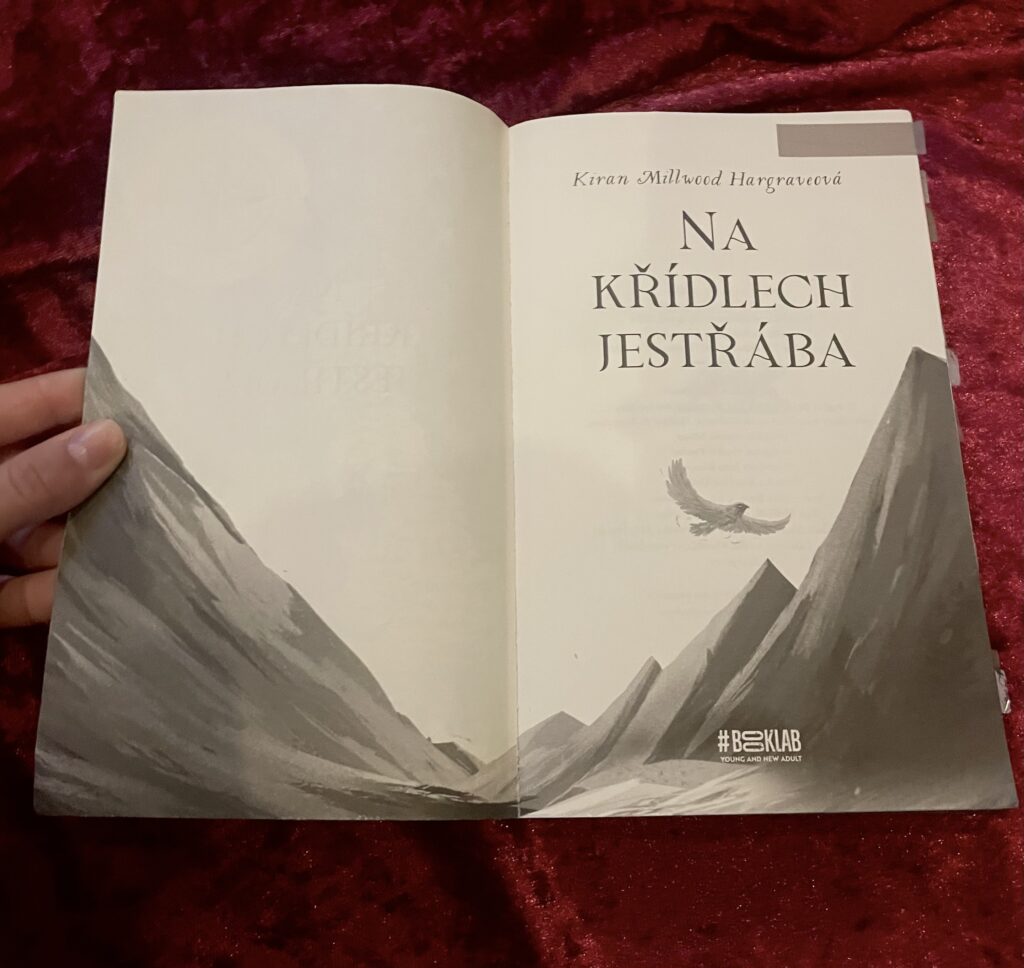 Kiran Millwood Hargraveová
NA
KŘÍDLECH
JESTŘÁBA
#BOOKLAB
YOUNG AND NEW ADULT